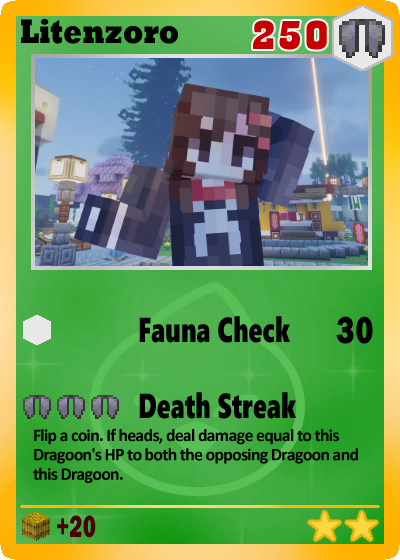 Litenzoro 250
Fauna Check 30
Death Streak
Flip a coin. If heads, deal damage equal to this
Dragoon's HP to both the opposing Dragoon and
this Dragoon.
+20